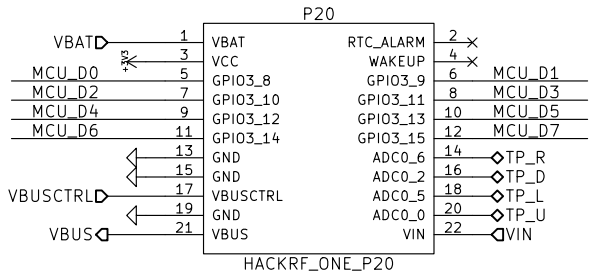 P20
VBAT 1 VBAT RTC_ALARM 2
+3V3 3 VCC WAKEUP 4
MCU_D0 5 GPIO3_8 GPIO3_9 6 MCU_D1
MCU_D2 7 GPIO3_10 GPIO3_11 8 MCU_D3
MCU_D4 9 GPIO3_12 GPIO3_13 10 MCU_D5
MCU_D6 11 GPIO3_14 GPIO3_15 12 MCU_D7
13 GND ADC0_6 14 TP_R
15 GND ADC0_2 16 TP_D
VBUSCTRL 17 VBUSCTRL ADC0_5 18 TP_L
19 GND ADC0_0 20 TP_U
VBUS 21 VBUS VIN 22 VIN
HACKRF_ONE_P20